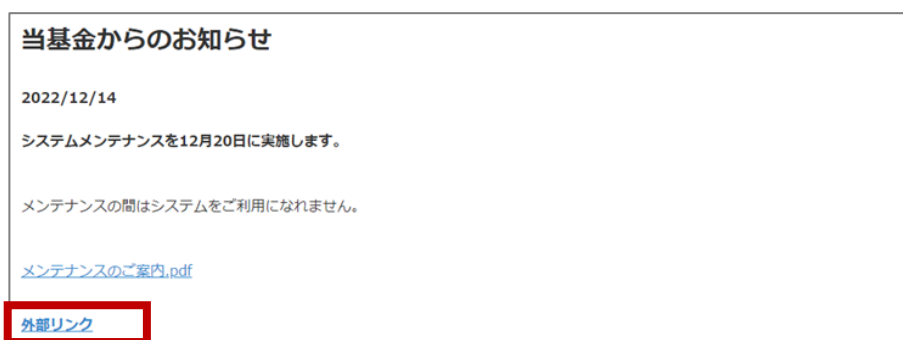 当基金からのお知らせ
2022/12/14
システムメンテナンスを12月20日に実施します。
メンテナンスの間はシステムをご利用になれません。
メンテナンスのご案内.pdf
外部リンク